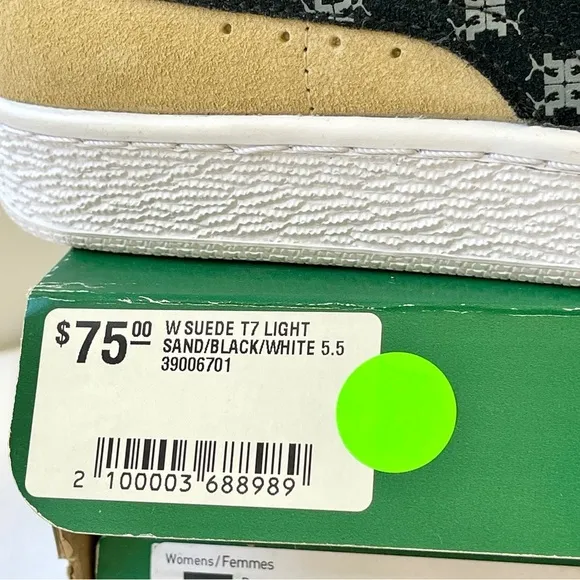 $75.00 W SUEDE T7 LIGHT
SAND/BLACK/WHITE 5.5
39006701
2 100003 688989
Womens/Femmes